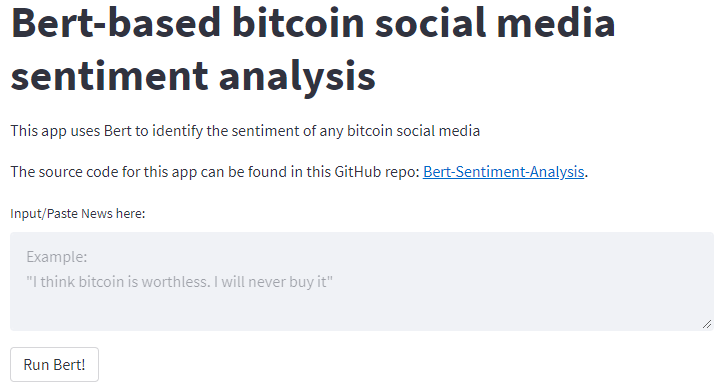 Bert-based bitcoin social media
sentiment analysis
This app uses Bert to identify the sentiment of any bitcoin social media
The source code for this app can be found in this GitHub repo: Bert-Sentiment-Analysis.
Input/Paste News here:
Example:
"I think bitcoin is worthless. I will never buy it"
Run Bert!